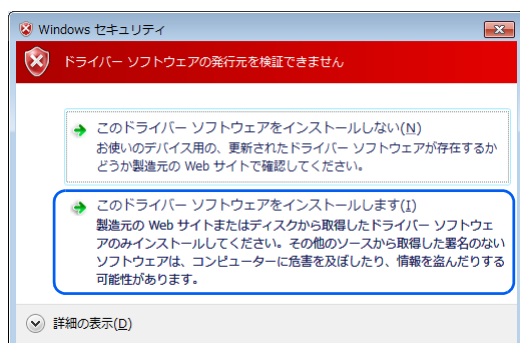 Windows セキュリティ
ドライバー ソフトウェアの発行元を検証できません
このドライバー ソフトウェアをインストールしない(N)
お使いのデバイス用の、更新されたドライバー ソフトウェアが存在するか
どうか製造元の Web サイトで確認してください。
このドライバー ソフトウェアをインストールします(I)
製造元の Web サイトまたはディスクから取得したドライバー ソフトウェ
アのみインストールしてください。その他のソースから取得した署名のない
ソフトウェアは、コンピューターに危害を及ぼしたり、情報を盗んだりする
可能性があります。
詳細の表示(D)